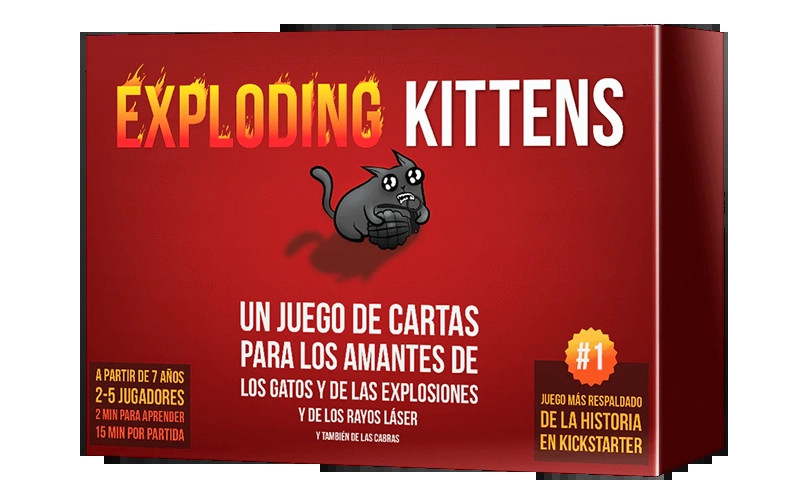 EXPLODING KITTENS
UN JUEGO DE CARTAS
PARA LOS AMANTES DE
LOS GATOS Y DE LAS EXPLOSIONES
Y DE LOS RAYOS LÁSER
Y TAMBIÉN DE LAS CABRAS
A PARTIR DE 7 AÑOS
2-5 JUGADORES
2 MIN PARA APRENDER
15 MIN POR PARTIDA
#1
JUEGO MÁS RESPALDADO
DE LA HISTORIA
EN KICKSTARTER